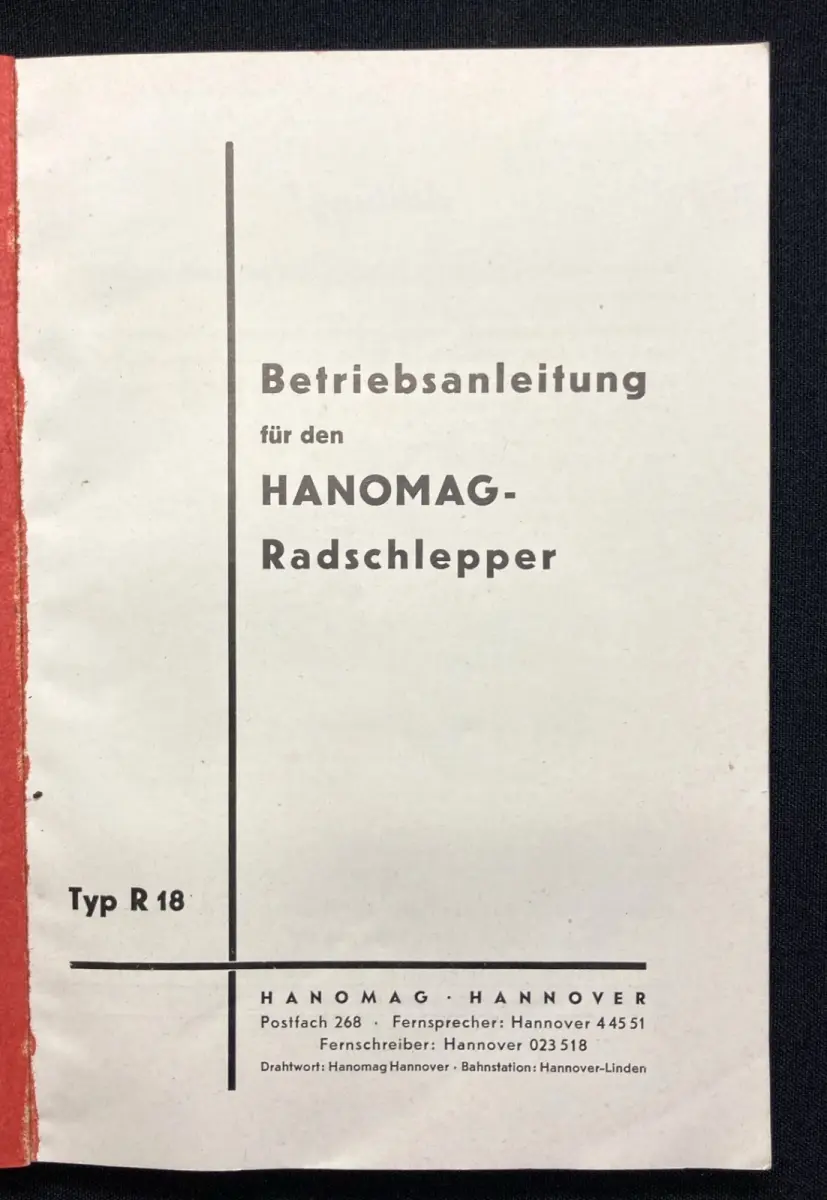 Betriebsanleitung
für den
HANOMAG-
Radschlepper
Typ R 18
HANOMAG · HANNOVER
Postfach 268 · Fernsprecher: Hannover 4 45 51
Fernschreiber: Hannover 023 518
Drahtwort: Hanomag Hannover · Bahnstation: Hannover-Linden